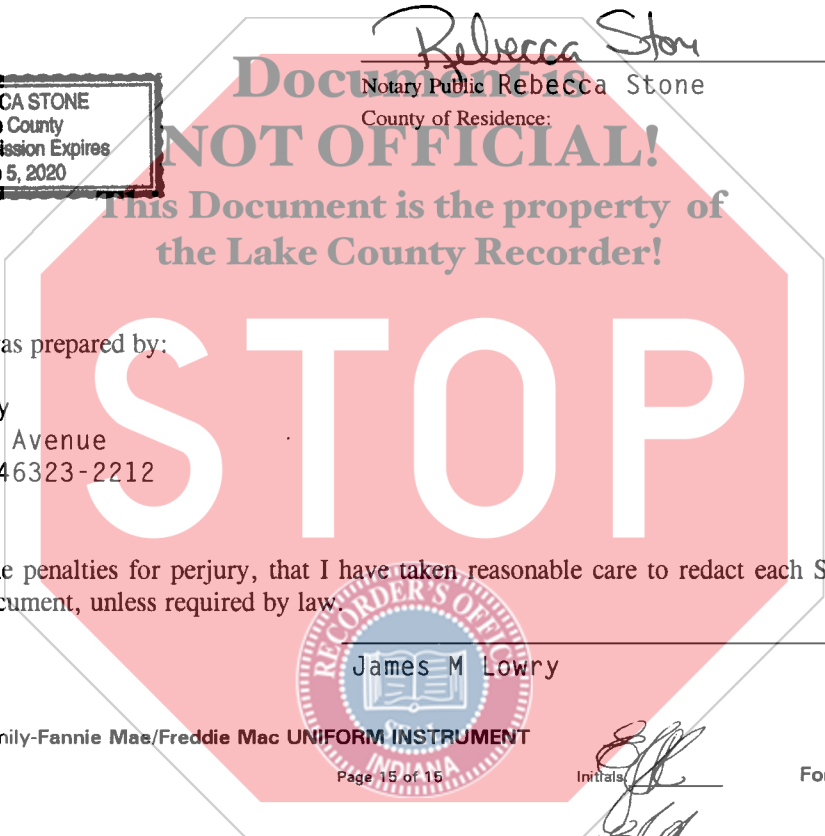 Rebecca Stone
Notary Public Rebecca Stone
County of Residence:
CA STONE
County
ission Expires
5, 2020
Document is
NOT OFFICIAL!
This Document is the property of
the Lake County Recorder!
as prepared by:
y
Avenue
46323-2212
STOP
e penalties for perjury, that I have taken reasonable care to redact each S
cument, unless required by law.
RECORDER'S OFFICE
James M Lowry
SEAL
INDIANA
nily-Fannie Mae/Freddie Mac UNIFORM INSTRUMENT
Page 15 of 15
Initials
For